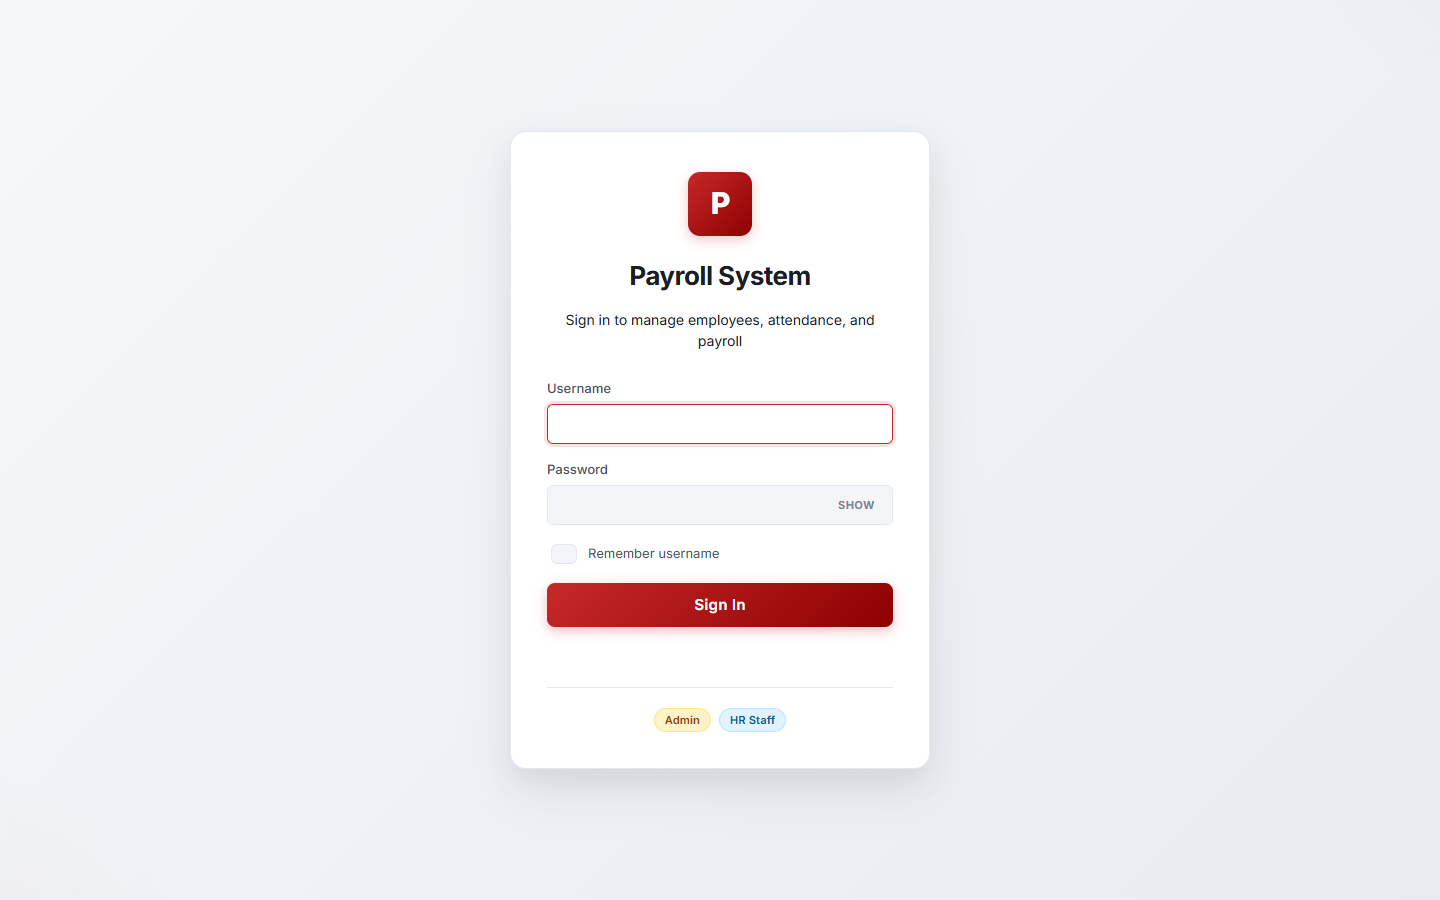 P
Payroll System
Sign in to manage employees, attendance, and
payroll
Username
Password
SHOW
Remember username
Sign In
Admin HR Staff